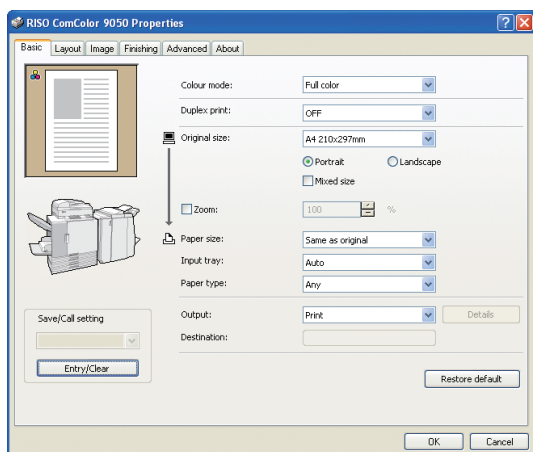 RISO ComColor 9050 Properties
Basic Layout Image Finishing Advanced About
Colour mode: Full color
Duplex print: OFF
Original size: A4 210x297mm
Portrait Landscape
Mixed size
Zoom: 100 %
Paper size: Same as original
Input tray: Auto
Paper type: Any
Output: Print Details
Destination:
Save/Call setting
Entry/Clear
Restore default
OK Cancel